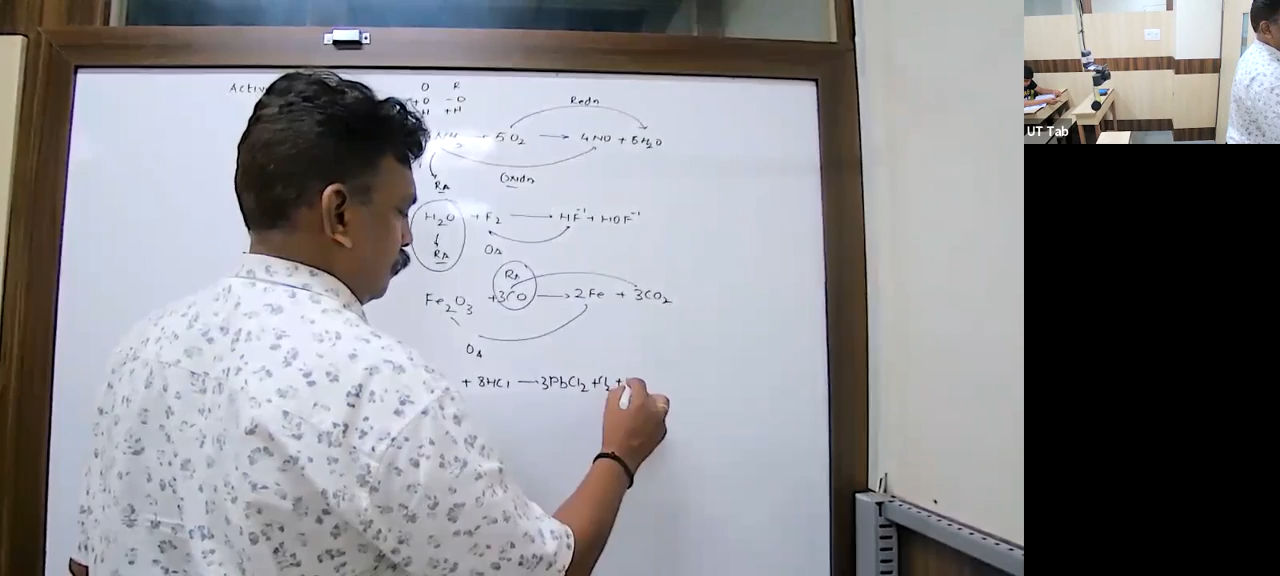 Activ
O R
+O -O
H +H
Redn
NH3 + 5O2 → 4NO + 6H2O
Oxidn
RA
H2O + F2 → HF⁻¹ + HOF⁻¹
RA
OA
RA
Fe2O3 + 3CO → 2Fe + 3CO2
OA
+ 8HCl → 3PbCl2 + Cl2 +
UT Tab